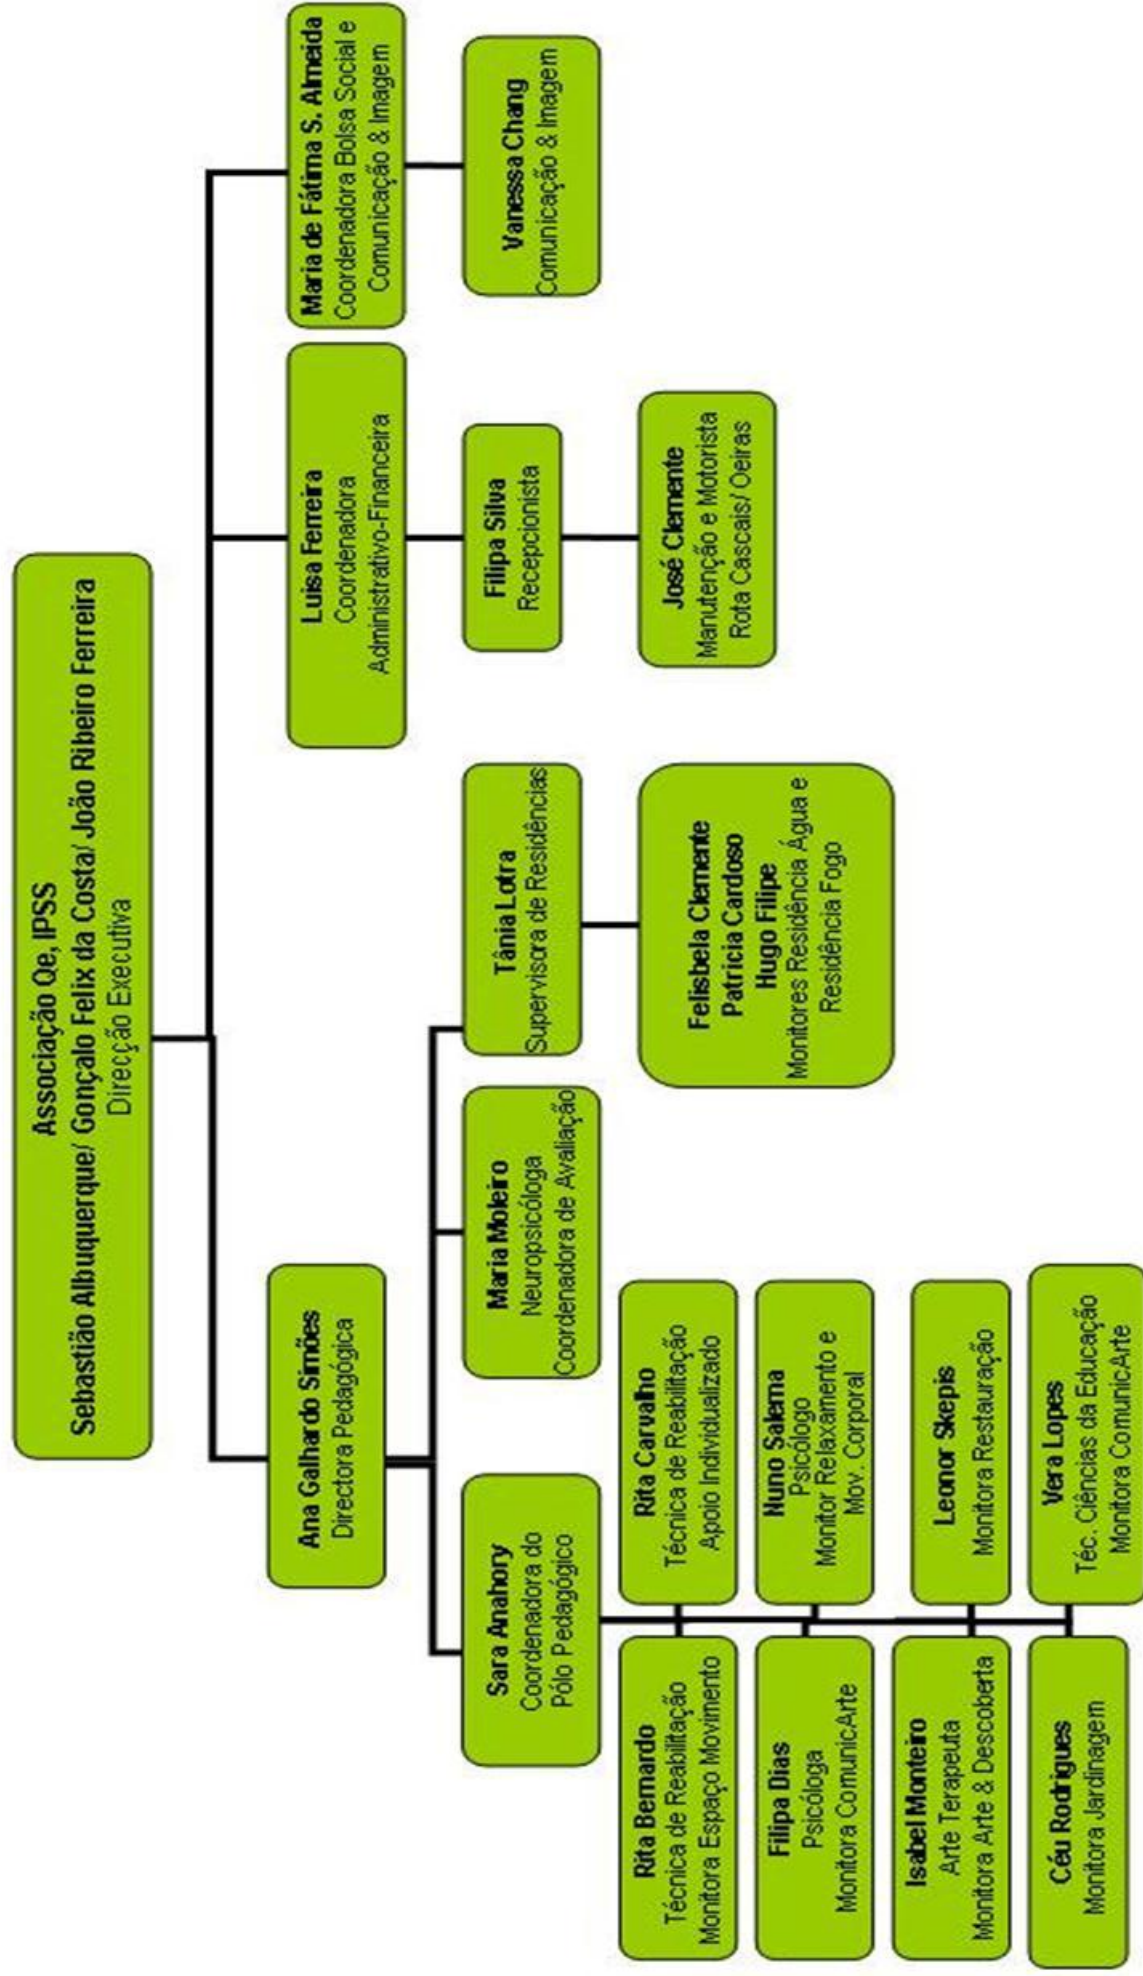 Associação Qe, IPSS
Sebastião Albuquerque/ Gonçalo Felix da Costa/ João Ribeiro Ferreira
Direcção Executiva
Ana Galhardo Simões
Directora Pedagógica
Luisa Ferreira
Coordenadora
Administrativo-Financeira
Maria de Fátima S. Almeida
Coordenadora Bolsa Social e
Comunicação & Imagem
Sara Anahory
Coordenadora do
Pólo Pedagógico
Maria Moleiro
Neuropsicóloga
Coordenadora de Avaliação
Tânia Lotra
Supervisora de Residências
Filipa Silva
Recepcionista
Vanessa Chang
Comunicação & Imagem
Rita Bernardo
Técnica de Reabilitação
Monitora Espaço Movimento
Rita Carvalho
Técnica de Reabilitação
Apoio Individualizado
Felisbela Clemente
Patricia Cardoso
Hugo Filipe
Monitores Residência Água e
Residência Fogo
José Clemente
Manutenção e Motorista
Rota Cascais/ Oeiras
Filipa Dias
Psicóloga
Monitora ComunicArte
Nuno Salema
Psicólogo
Monitor Relaxamento e
Mov. Corporal
Isabel Monteiro
Arte Terapeuta
Monitora Arte & Descoberta
Leonor Skepis
Monitora Restauração
Céu Rodrigues
Monitora Jardinagem
Vera Lopes
Téc. Ciências da Educação
Monitora ComunicArte